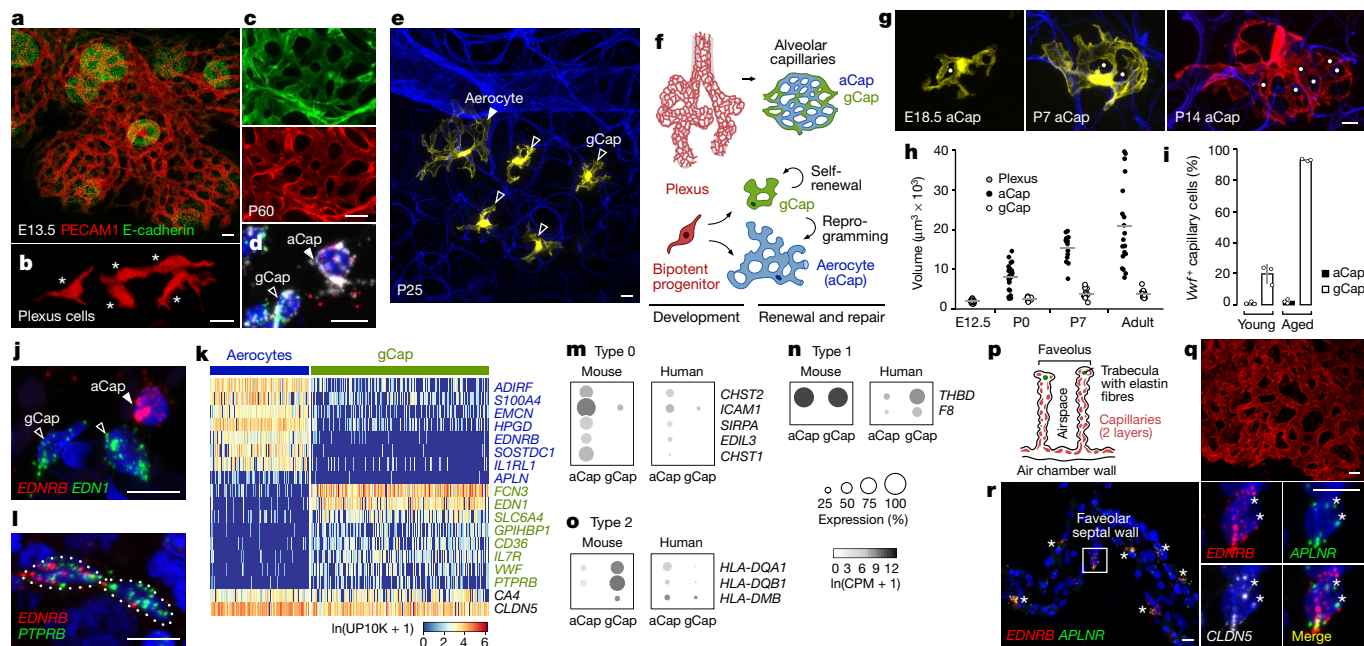 a
E13.5 PECAM1 E-cadherin
b
Plexus cells
c
P60
d
aCap
gCap
e
Aerocyte
gCap
P25
f
Alveolar
capillaries
aCap
gCap
Plexus
Self-
renewal
gCap
Repro-
gramming
Bipotent
progenitor
Aerocyte
(aCap)
Development
Renewal and repair
g
E18.5 aCap
P7 aCap
P14 aCap
h
Volume (μm³ × 10³)
40
30
20
10
0
Plexus
aCap
gCap
E12.5
P0
P7
Adult
i
Vwf⁺ capillary cells (%)
100
80
60
40
20
0
aCap
gCap
Young
Aged
j
aCap
gCap
EDNRB EDN1
k
Aerocytes
gCap
ADIRF
S100A4
EMCN
HPGD
EDNRB
SOSTDC1
IL1RL1
APLN
FCN3
EDN1
SLC6A4
GPIHBP1
CD36
IL7R
VWF
PTPRB
CA4
CLDN5
ln(UP10K + 1)
0 2 4 6
l
EDNRB
PTPRB
m Type 0
Mouse
Human
CHST2
ICAM1
SIRPA
EDIL3
CHST1
aCap gCap
aCap gCap
n Type 1
Mouse
Human
THBD
F8
aCap gCap
aCap gCap
25 50 75 100
Expression (%)
0 3 6 9 12
ln(CPM + 1)
o Type 2
Mouse
Human
HLA-DQA1
HLA-DQB1
HLA-DMB
aCap gCap
aCap gCap
p
Faveolus
Airspace
Trabecula
with elastin
fibres
Capillaries
(2 layers)
Air chamber wall
q
r
Faveolar
septal wall
EDNRB APLNR
EDNRB
APLNR
CLDN5
Merge